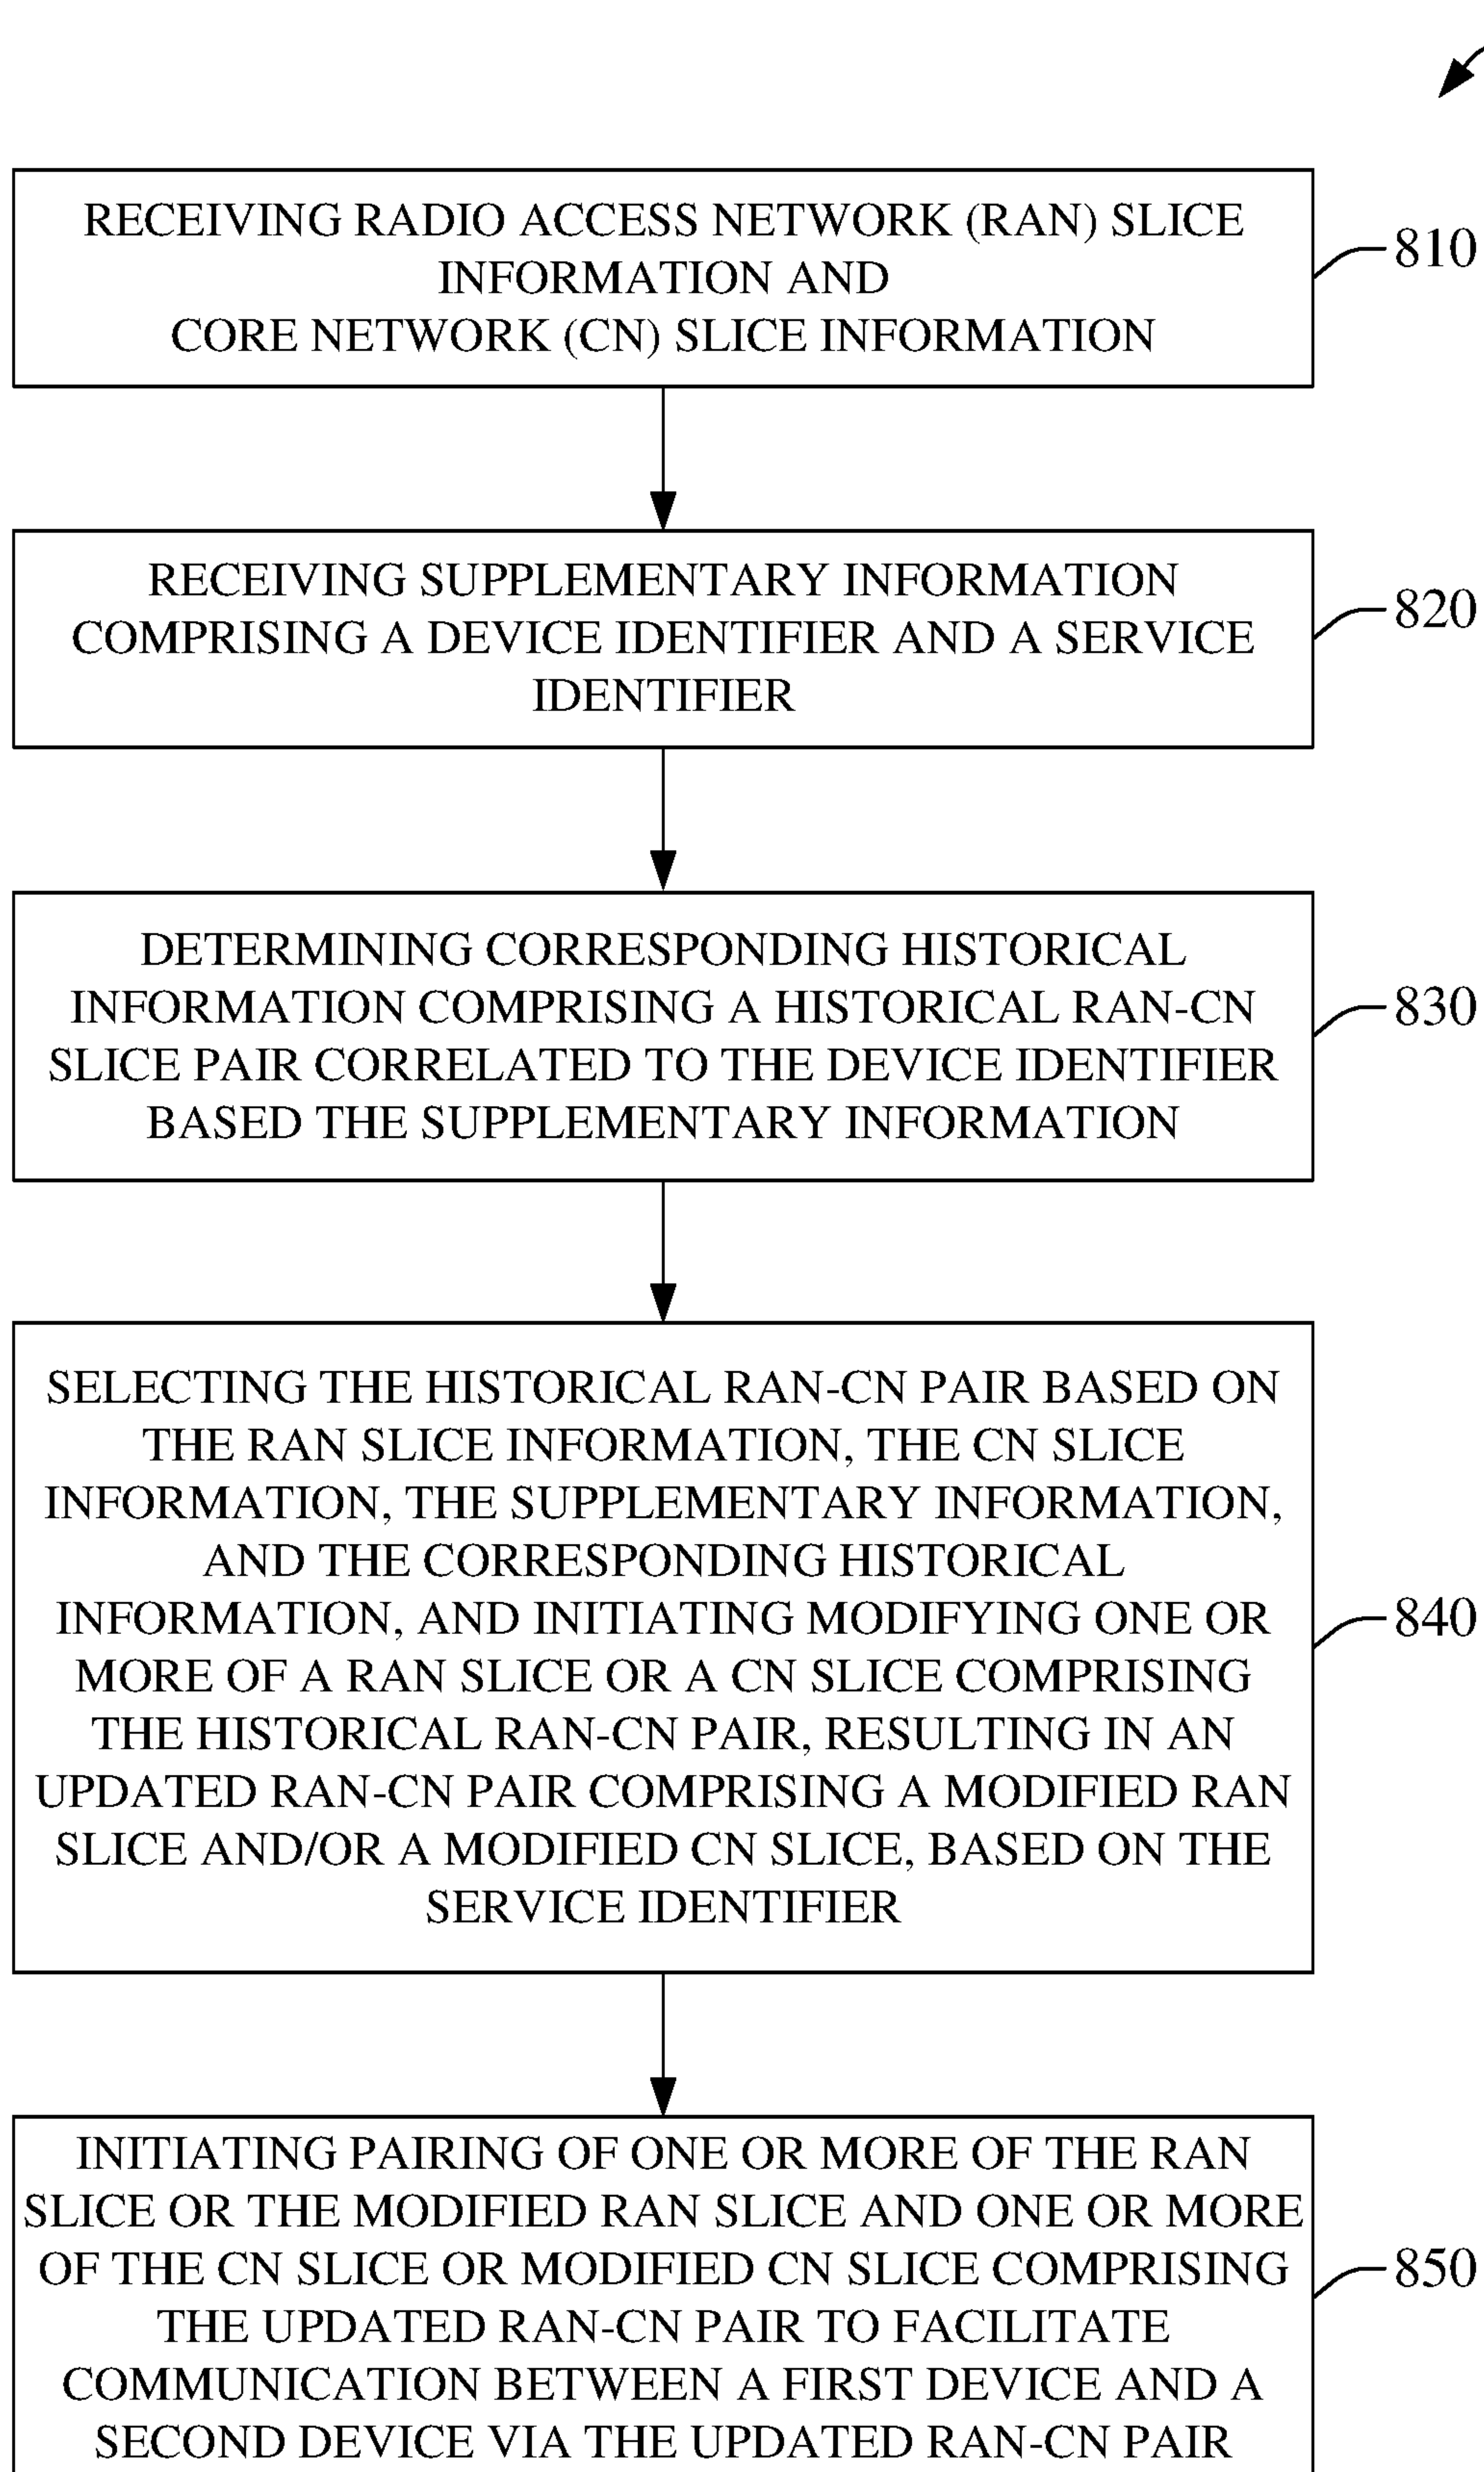 RECEIVING RADIO ACCESS NETWORK (RAN) SLICE
INFORMATION AND
CORE NETWORK (CN) SLICE INFORMATION
810
RECEIVING SUPPLEMENTARY INFORMATION
COMPRISING A DEVICE IDENTIFIER AND A SERVICE
IDENTIFIER
820
DETERMINING CORRESPONDING HISTORICAL
INFORMATION COMPRISING A HISTORICAL RAN-CN
SLICE PAIR CORRELATED TO THE DEVICE IDENTIFIER
BASED THE SUPPLEMENTARY INFORMATION
830
SELECTING THE HISTORICAL RAN-CN PAIR BASED ON
THE RAN SLICE INFORMATION, THE CN SLICE
INFORMATION, THE SUPPLEMENTARY INFORMATION,
AND THE CORRESPONDING HISTORICAL
INFORMATION, AND INITIATING MODIFYING ONE OR
MORE OF A RAN SLICE OR A CN SLICE COMPRISING
THE HISTORICAL RAN-CN PAIR, RESULTING IN AN
UPDATED RAN-CN PAIR COMPRISING A MODIFIED RAN
SLICE AND/OR A MODIFIED CN SLICE, BASED ON THE
SERVICE IDENTIFIER
840
INITIATING PAIRING OF ONE OR MORE OF THE RAN
SLICE OR THE MODIFIED RAN SLICE AND ONE OR MORE
OF THE CN SLICE OR MODIFIED CN SLICE COMPRISING
THE UPDATED RAN-CN PAIR TO FACILITATE
COMMUNICATION BETWEEN A FIRST DEVICE AND A
SECOND DEVICE VIA THE UPDATED RAN-CN PAIR
850